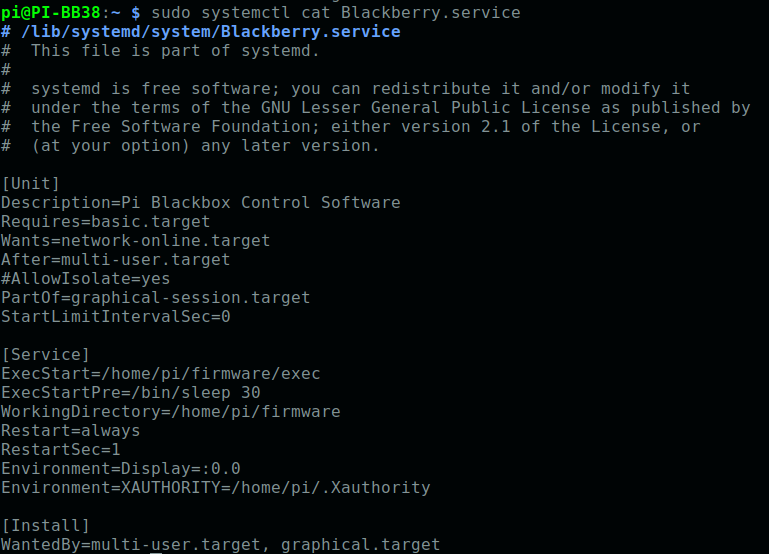 pi@PI-BB38:~ $ sudo systemctl cat Blackberry.service
# /lib/systemd/system/Blackberry.service
#  This file is part of systemd.
#
#  systemd is free software; you can redistribute it and/or modify it
#  under the terms of the GNU Lesser General Public License as published by
#  the Free Software Foundation; either version 2.1 of the License, or
#  (at your option) any later version.

[Unit]
Description=Pi Blackbox Control Software
Requires=basic.target
Wants=network-online.target
After=multi-user.target
#AllowIsolate=yes
PartOf=graphical-session.target
StartLimitIntervalSec=0

[Service]
ExecStart=/home/pi/firmware/exec
ExecStartPre=/bin/sleep 30
WorkingDirectory=/home/pi/firmware
Restart=always
RestartSec=1
Environment=Display=:0.0
Environment=XAUTHORITY=/home/pi/.Xauthority

[Install]
WantedBy=multi-user.target, graphical.target